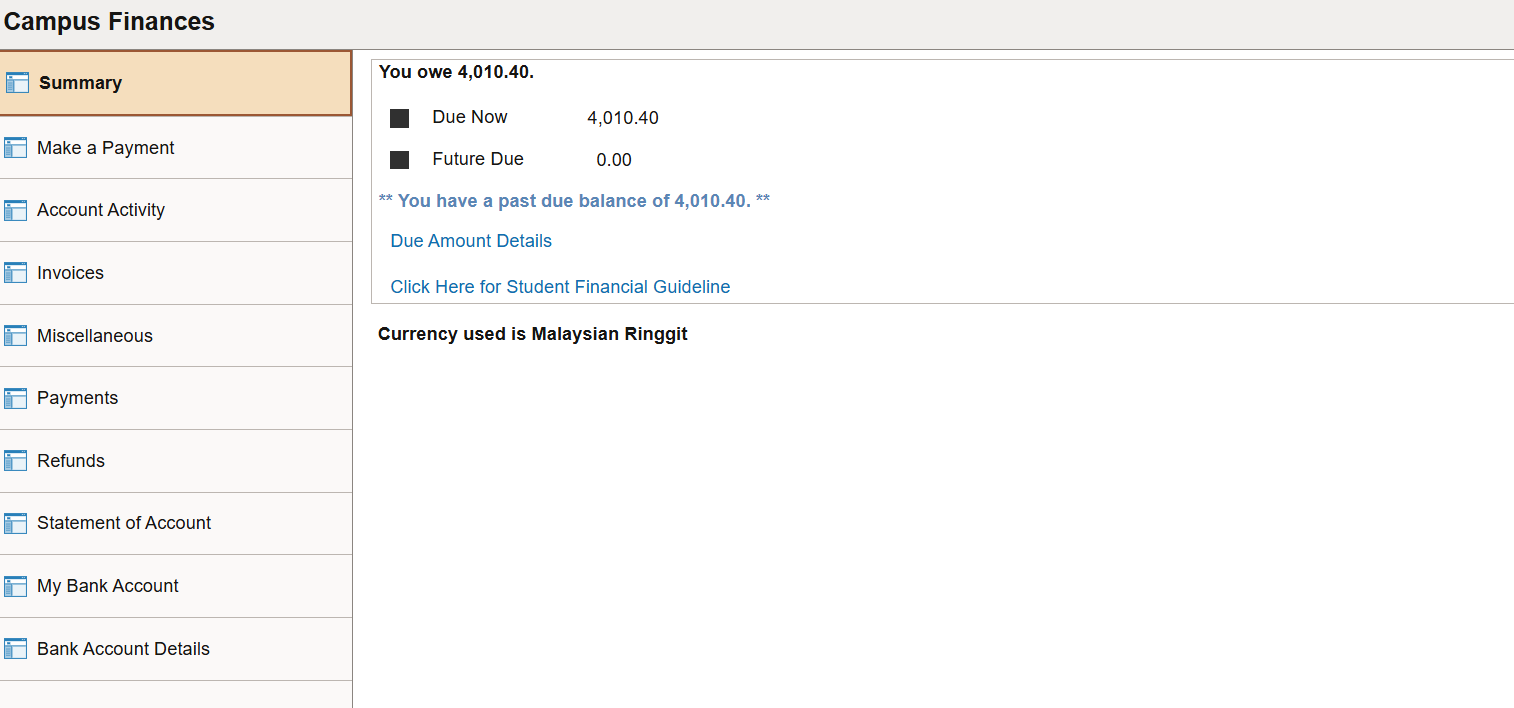 Campus Finances
Summary
Make a Payment
Account Activity
Invoices
Miscellaneous
Payments
Refunds
Statement of Account
My Bank Account
Bank Account Details
You owe 4,010.40.
Due Now 4,010.40
Future Due 0.00
** You have a past due balance of 4,010.40. **
Due Amount Details
Click Here for Student Financial Guideline
Currency used is Malaysian Ringgit